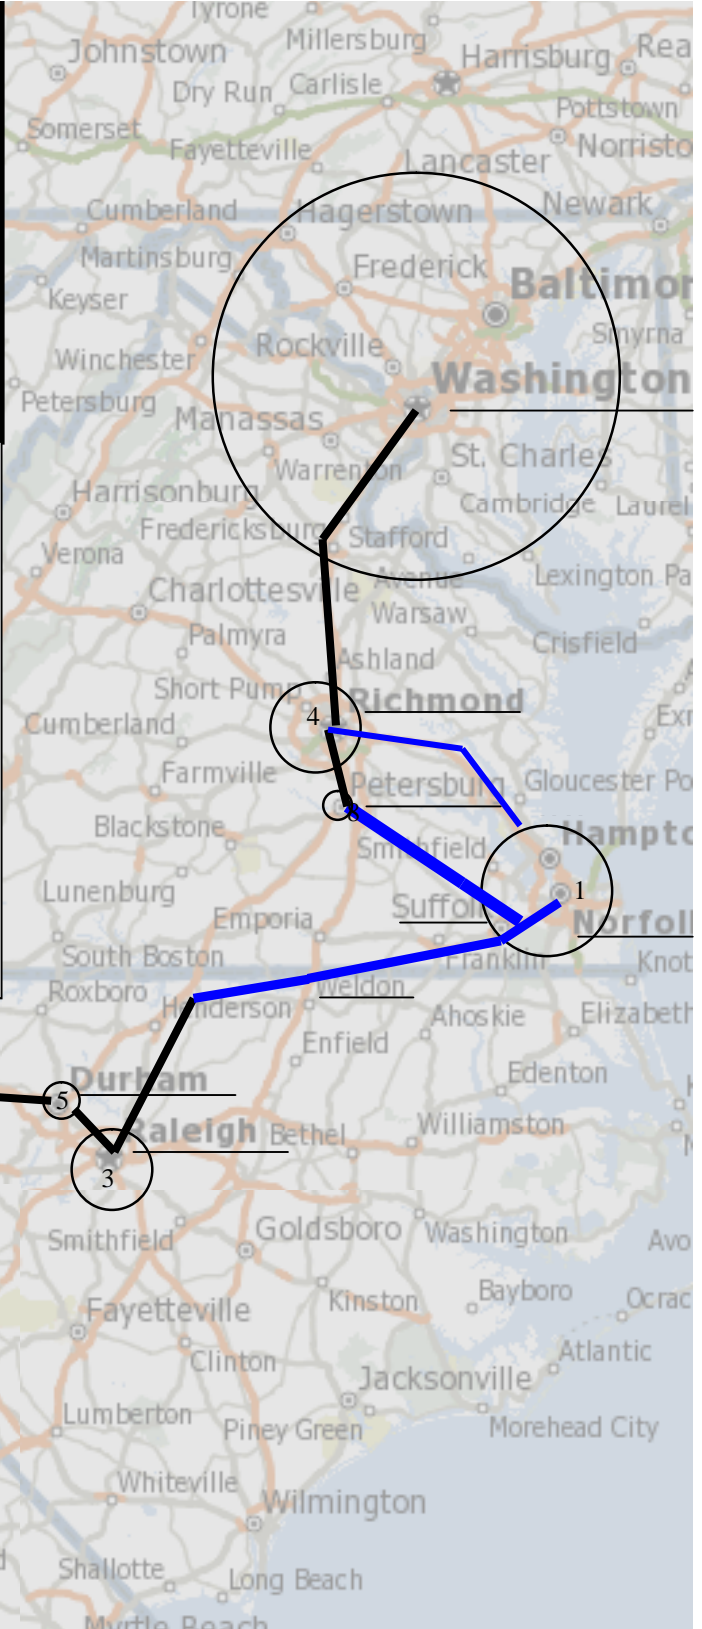 Tyrone
Millersburg
Johnstown
Harrisburg
Rea
Dry Run
Carlisle
Pottstown
Somerset
Fayetteville
Norristo
Lancaster
Cumberland
Hagerstown
Newark
Martinsburg
Frederick
Baltimor
Keyser
Rockville
Smyrna
Winchester
Washington
Petersburg
Manassas
St. Charles
Warrenton
Harrisonburg
Cambridge
Laurel
Fredericksburg
Stafford
Verona
Avenue
Lexington Pa
Charlottesville
Warsaw
Palmyra
Crisfield
Ashland
Short Pump
Richmond
4
Cumberland
Exr
Farmville
Petersburg
Gloucester Po
8
Blackstone
Smithfield
Hampto
Lunenburg
1
Suffol
Emporia
Norfoll
South Boston
Franklin
Knot
Roxboro
Henderson
Weldon
Ahoskie
Elizabeth
Enfield
Durham
Edenton
5
Raleigh
Bethel
Williamston
3
Smithfield
Goldsboro
Washington
Avo
Kinston
Bayboro
Ocrac
Fayetteville
Clinton
Atlantic
Jacksonville
Lumberton
Piney Green
Morehead City
Whiteville
Wilmington
Shallotte
Long Beach
Myrtle Beach